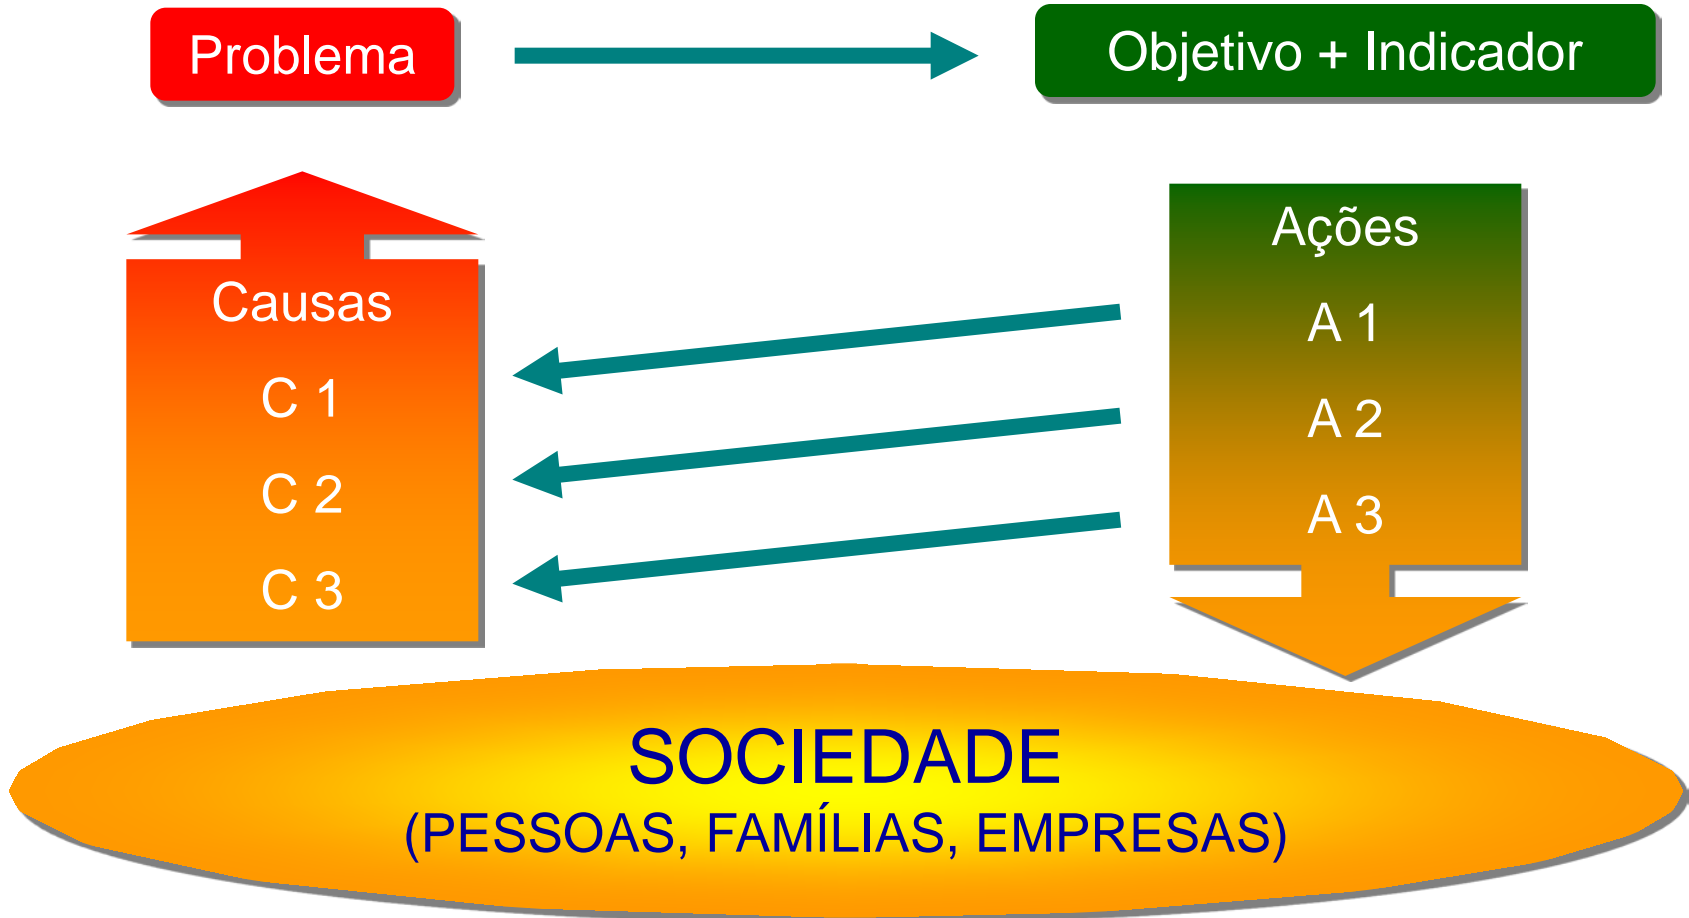 Problema
Objetivo + Indicador
Causas
C 1
C 2
C 3
Ações
A 1
A 2
A 3
SOCIEDADE
(PESSOAS, FAMÍLIAS, EMPRESAS)